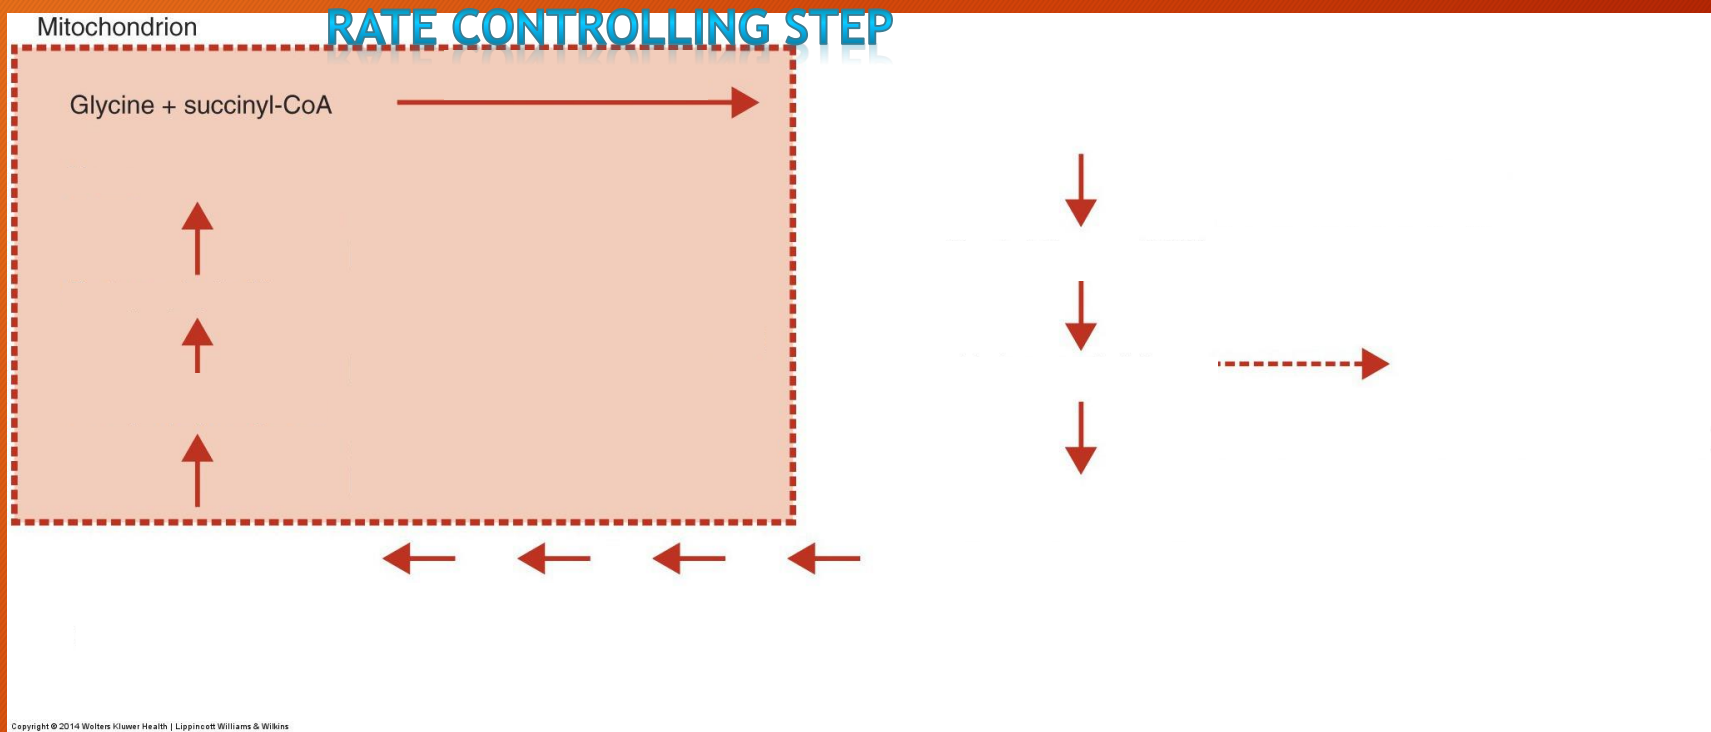 Mitochondrion
RATE CONTROLLING STEP
Glycine + succinyl-CoA
Copyright © 2014 Wolters Kluwer Health | Lippincott Williams & Wilkins